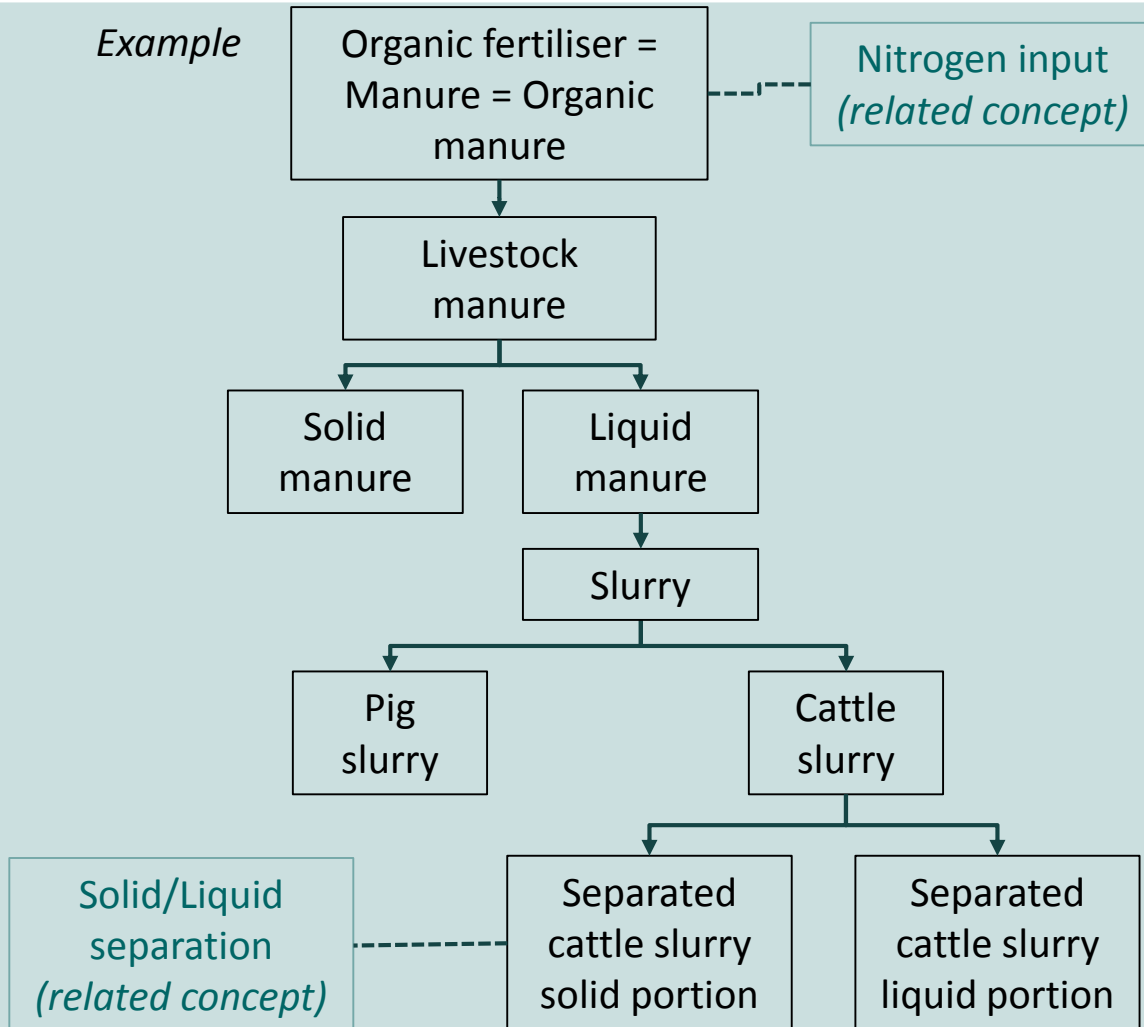 Example
Organic fertiliser =
Manure = Organic
manure
Nitrogen input
(related concept)
Livestock
manure
Solid
manure
Liquid
manure
Slurry
Pig
slurry
Cattle
slurry
Solid/Liquid
separation
(related concept)
Separated
cattle slurry
solid portion
Separated
cattle slurry
liquid portion